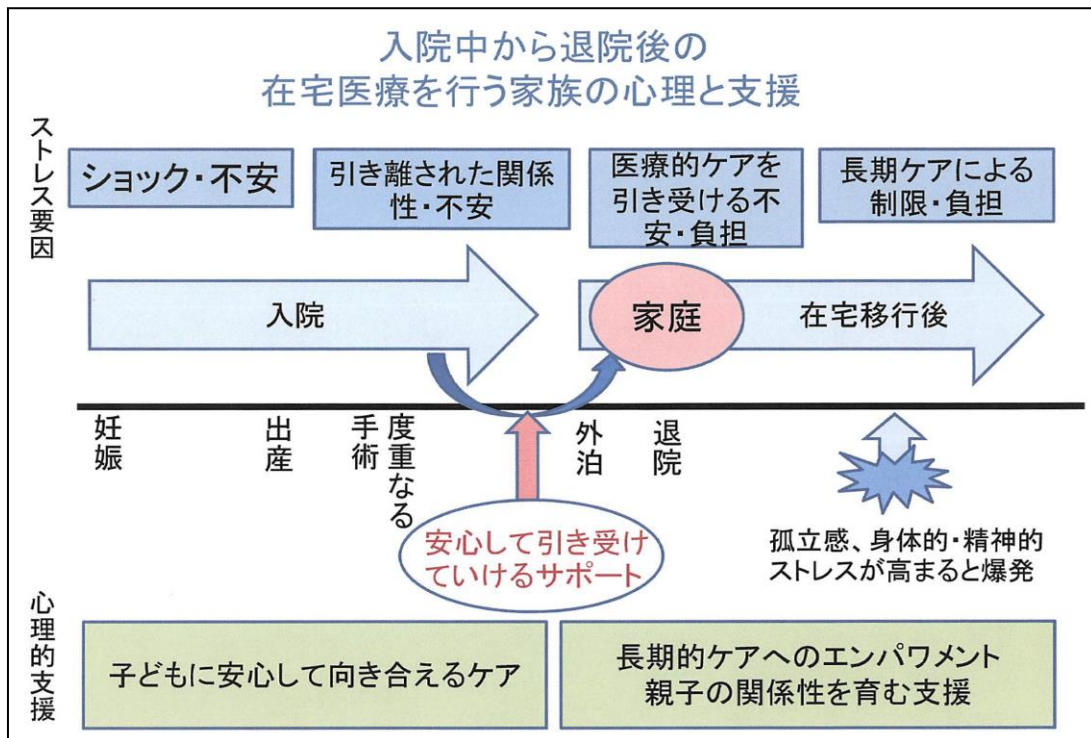 入院中から退院後の
在宅医療を行う家族の心理と支援
ストレス要因
ショック・不安
引き離された関係
性・不安
医療的ケアを
引き受ける不
安・負担
長期ケアによる
制限・負担
入院
家庭
在宅移行後
妊娠
出産
度重なる
手術
外泊
退院
安心して引き受け
ていけるサポート
孤立感、身体的・精神的
ストレスが高まると爆発
心理的支援
子どもに安心して向き合えるケア
長期的ケアへのエンパワメント
親子の関係性を育む支援